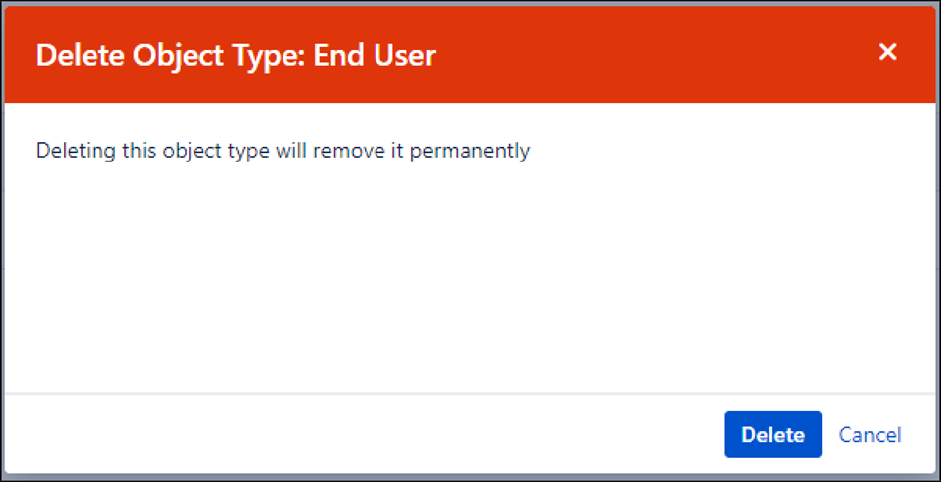 Delete Object Type: End User
Deleting this object type will remove it permanently
Delete Cancel